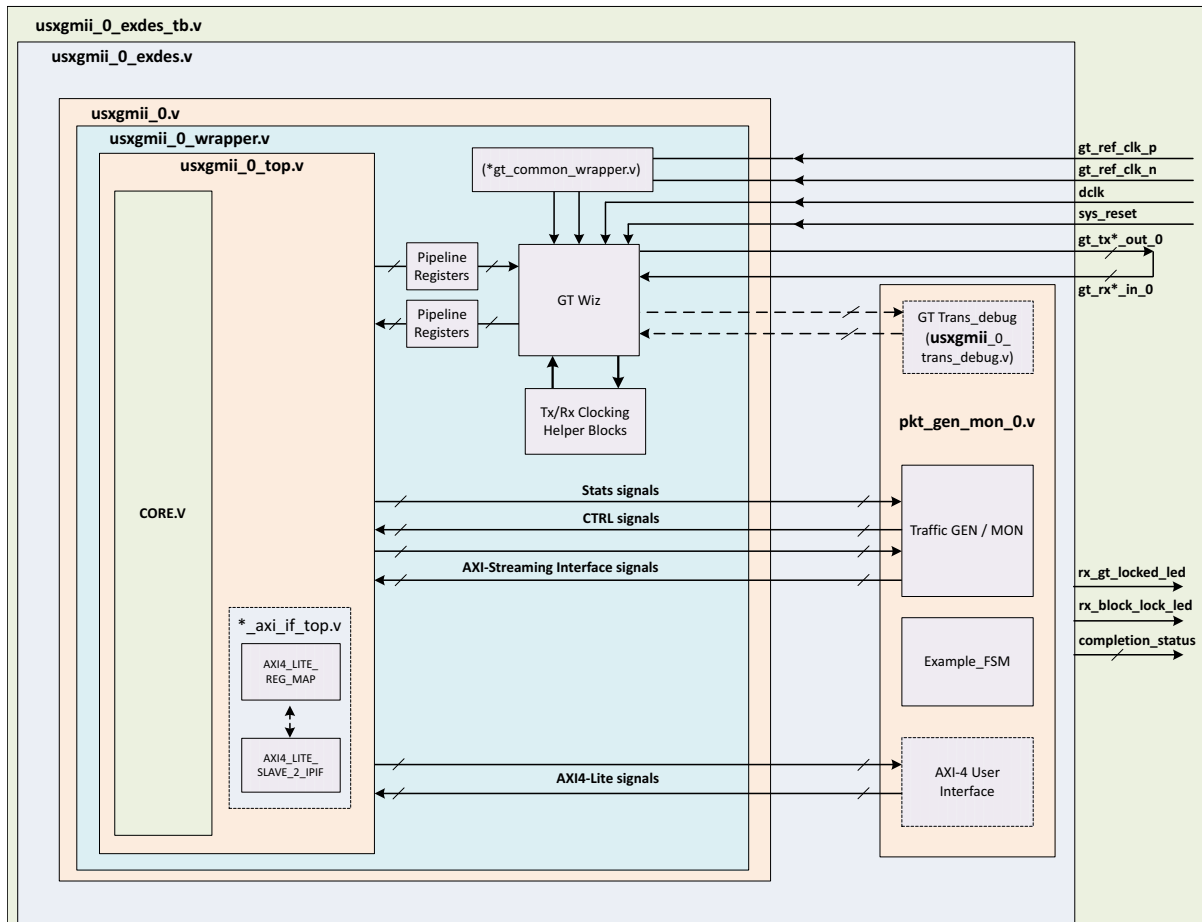 usxgmii_0_exdes_tb.v
usxgmii_0_exdes.v
usxgmii_0.v
usxgmii_0_wrapper.v
usxgmii_0_top.v
CORE.V
*_axi_if_top.v
AXI4_LITE_
REG_MAP
AXI4_LITE_
SLAVE_2_IPIF
(*gt_common_wrapper.v)
Pipeline
Registers
Pipeline
Registers
GT Wiz
Tx/Rx Clocking
Helper Blocks
Stats signals
CTRL signals
AXI-Streaming Interface signals
AXI4-Lite signals
gt_ref_clk_p
gt_ref_clk_n
dclk
sys_reset
gt_tx*_out_0
gt_rx*_in_0
GT Trans_debug
(usxgmii_0_
trans_debug.v)
pkt_gen_mon_0.v
Traffic GEN / MON
Example_FSM
AXI-4 User
Interface
rx_gt_locked_led
rx_block_lock_led
completion_status